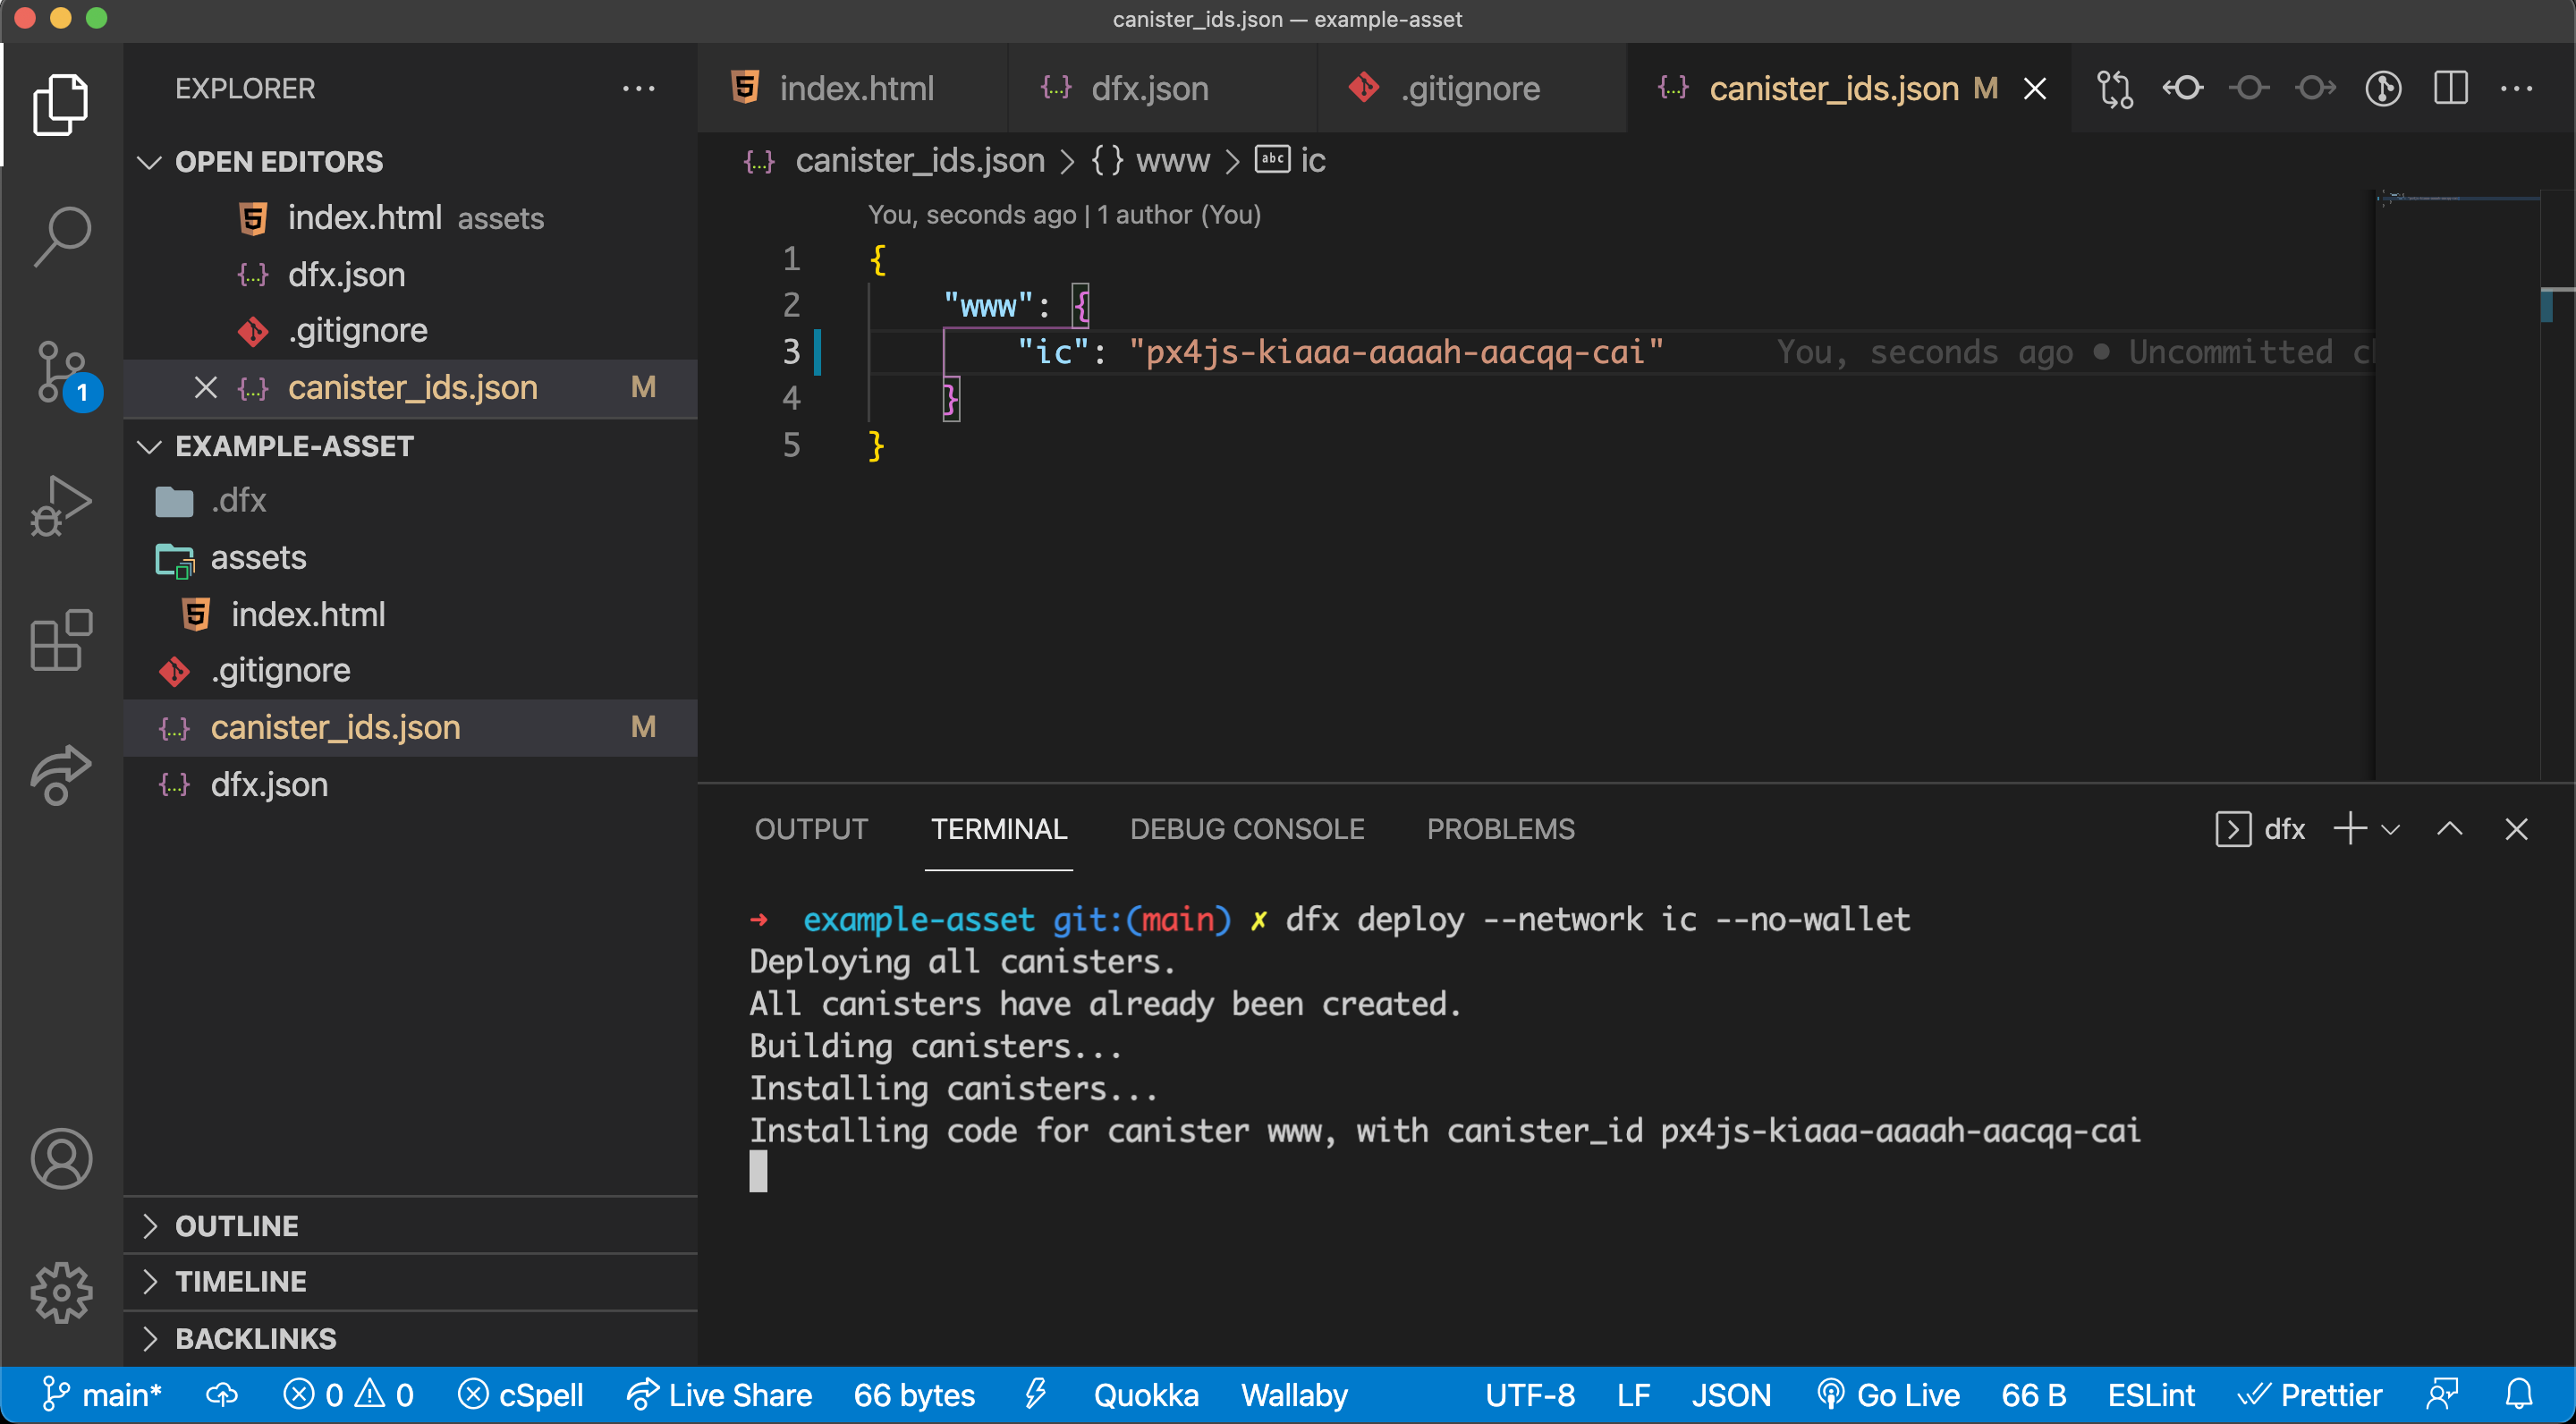 canister_ids.json — example-asset
EXPLORER
index.html
dfx.json
.gitignore
canister_ids.json M
OPEN EDITORS
index.html assets
dfx.json
.gitignore
canister_ids.json M
1
EXAMPLE-ASSET
.dfx
assets
index.html
.gitignore
canister_ids.json M
dfx.json
OUTLINE
TIMELINE
BACKLINKS
canister_ids.json > {} www > abc ic
You, seconds ago | 1 author (You)
1 {
2 "www": {
3 "ic": "px4js-kiaaa-aaaah-aacqq-cai" You, seconds ago • Uncommitted
4 }
5 }
OUTPUT TERMINAL DEBUG CONSOLE PROBLEMS
dfx
➜ example-asset git:(main) ✗ dfx deploy --network ic --no-wallet
Deploying all canisters.
All canisters have already been created.
Building canisters...
Installing canisters...
Installing code for canister www, with canister_id px4js-kiaaa-aaaah-aacqq-cai
main* 0 0 cSpell Live Share 66 bytes Quokka Wallaby UTF-8 LF JSON Go Live 66 B ESLint Prettier